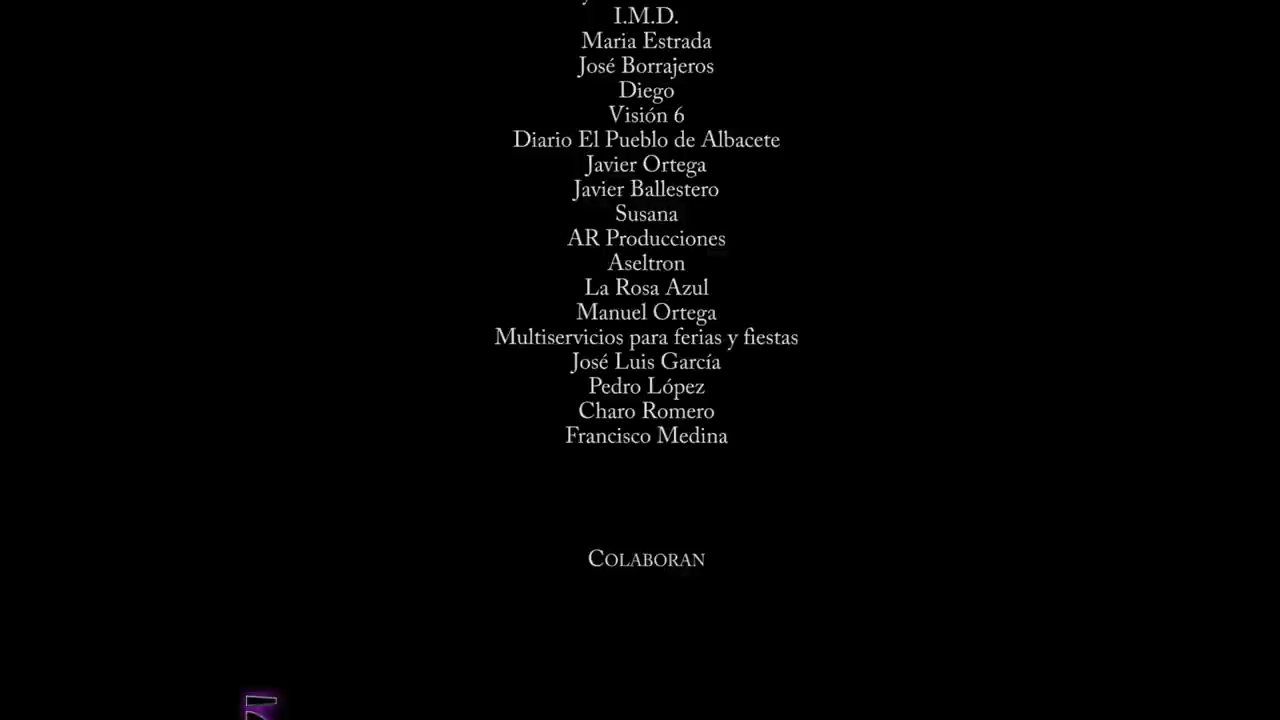 I.M.D.
Maria Estrada
José Borrajeros
Diego
Visión 6
Diario El Pueblo de Albacete
Javier Ortega
Javier Ballestero
Susana
AR Producciones
Aseltron
La Rosa Azul
Manuel Ortega
Multiservicios para ferias y fiestas
José Luis García
Pedro López
Charo Romero
Francisco Medina
COLABORAN